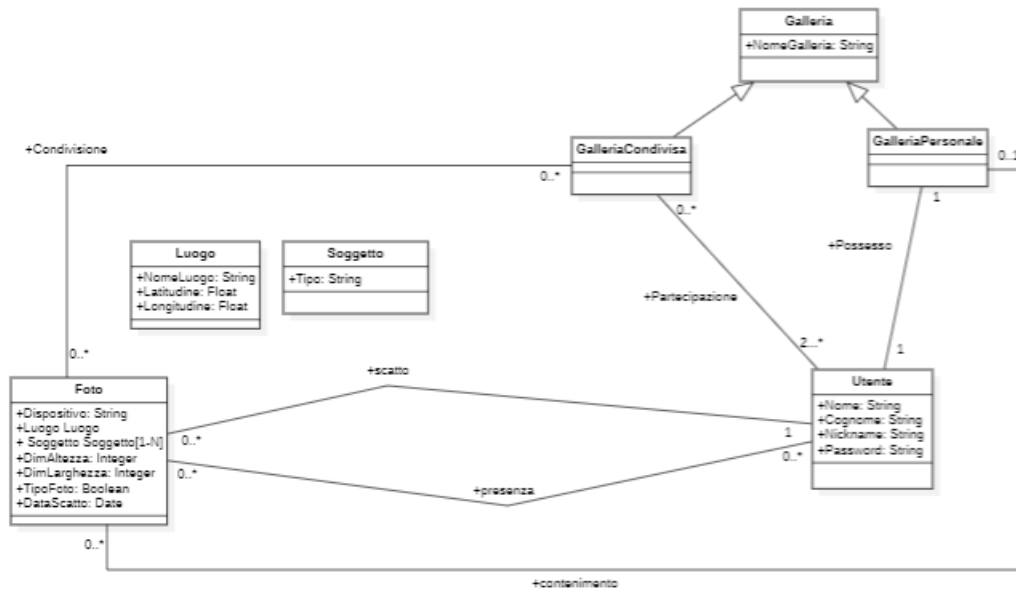 Galleria
+NomeGalleria: String
+Condivisione
GalleriaCondivisa
GalleriaPersonale
0..*
0..1
0..*
1
Luogo
+NomeLuogo: String
+Latitudine: Float
+Longitudine: Float
Soggetto
+Tipo: String
+Possesso
+Partecipazione
0..*
2...*
1
+scatto
Foto
+Dispositivo: String
+Luogo Luogo
+ Soggetto Soggetto[1-N]
+DimAltezza: Integer
+DimLarghezza: Integer
+TipoFoto: Boolean
+DataScatto: Date
Utente
+Nome: String
+Cognome: String
+Nickname: String
+Password: String
0..*
1
0..*
0..*
+presenza
0..*
+contenimento